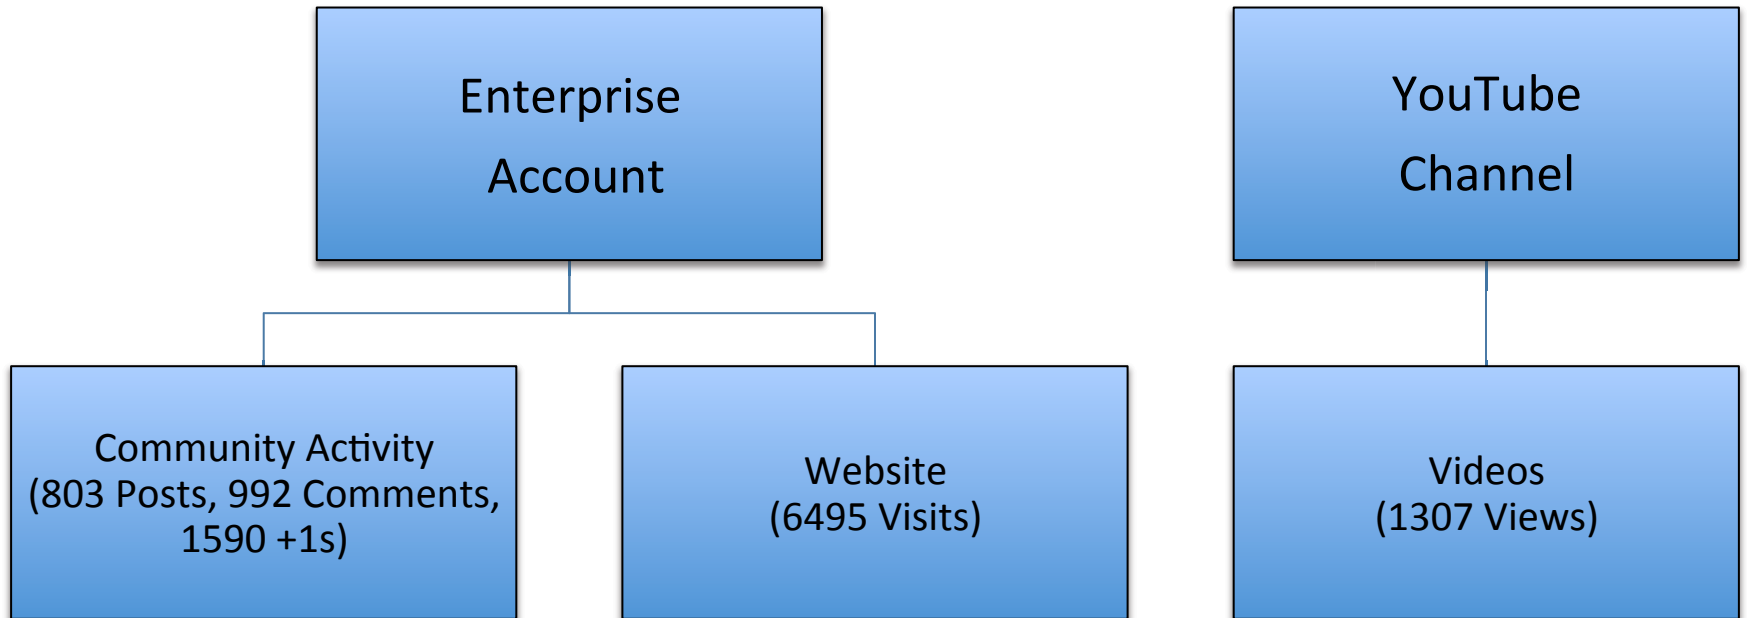 Enterprise
Account
YouTube
Channel
Community Activity
(803 Posts, 992 Comments,
1590 +1s)
Website
(6495 Visits)
Videos
(1307 Views)